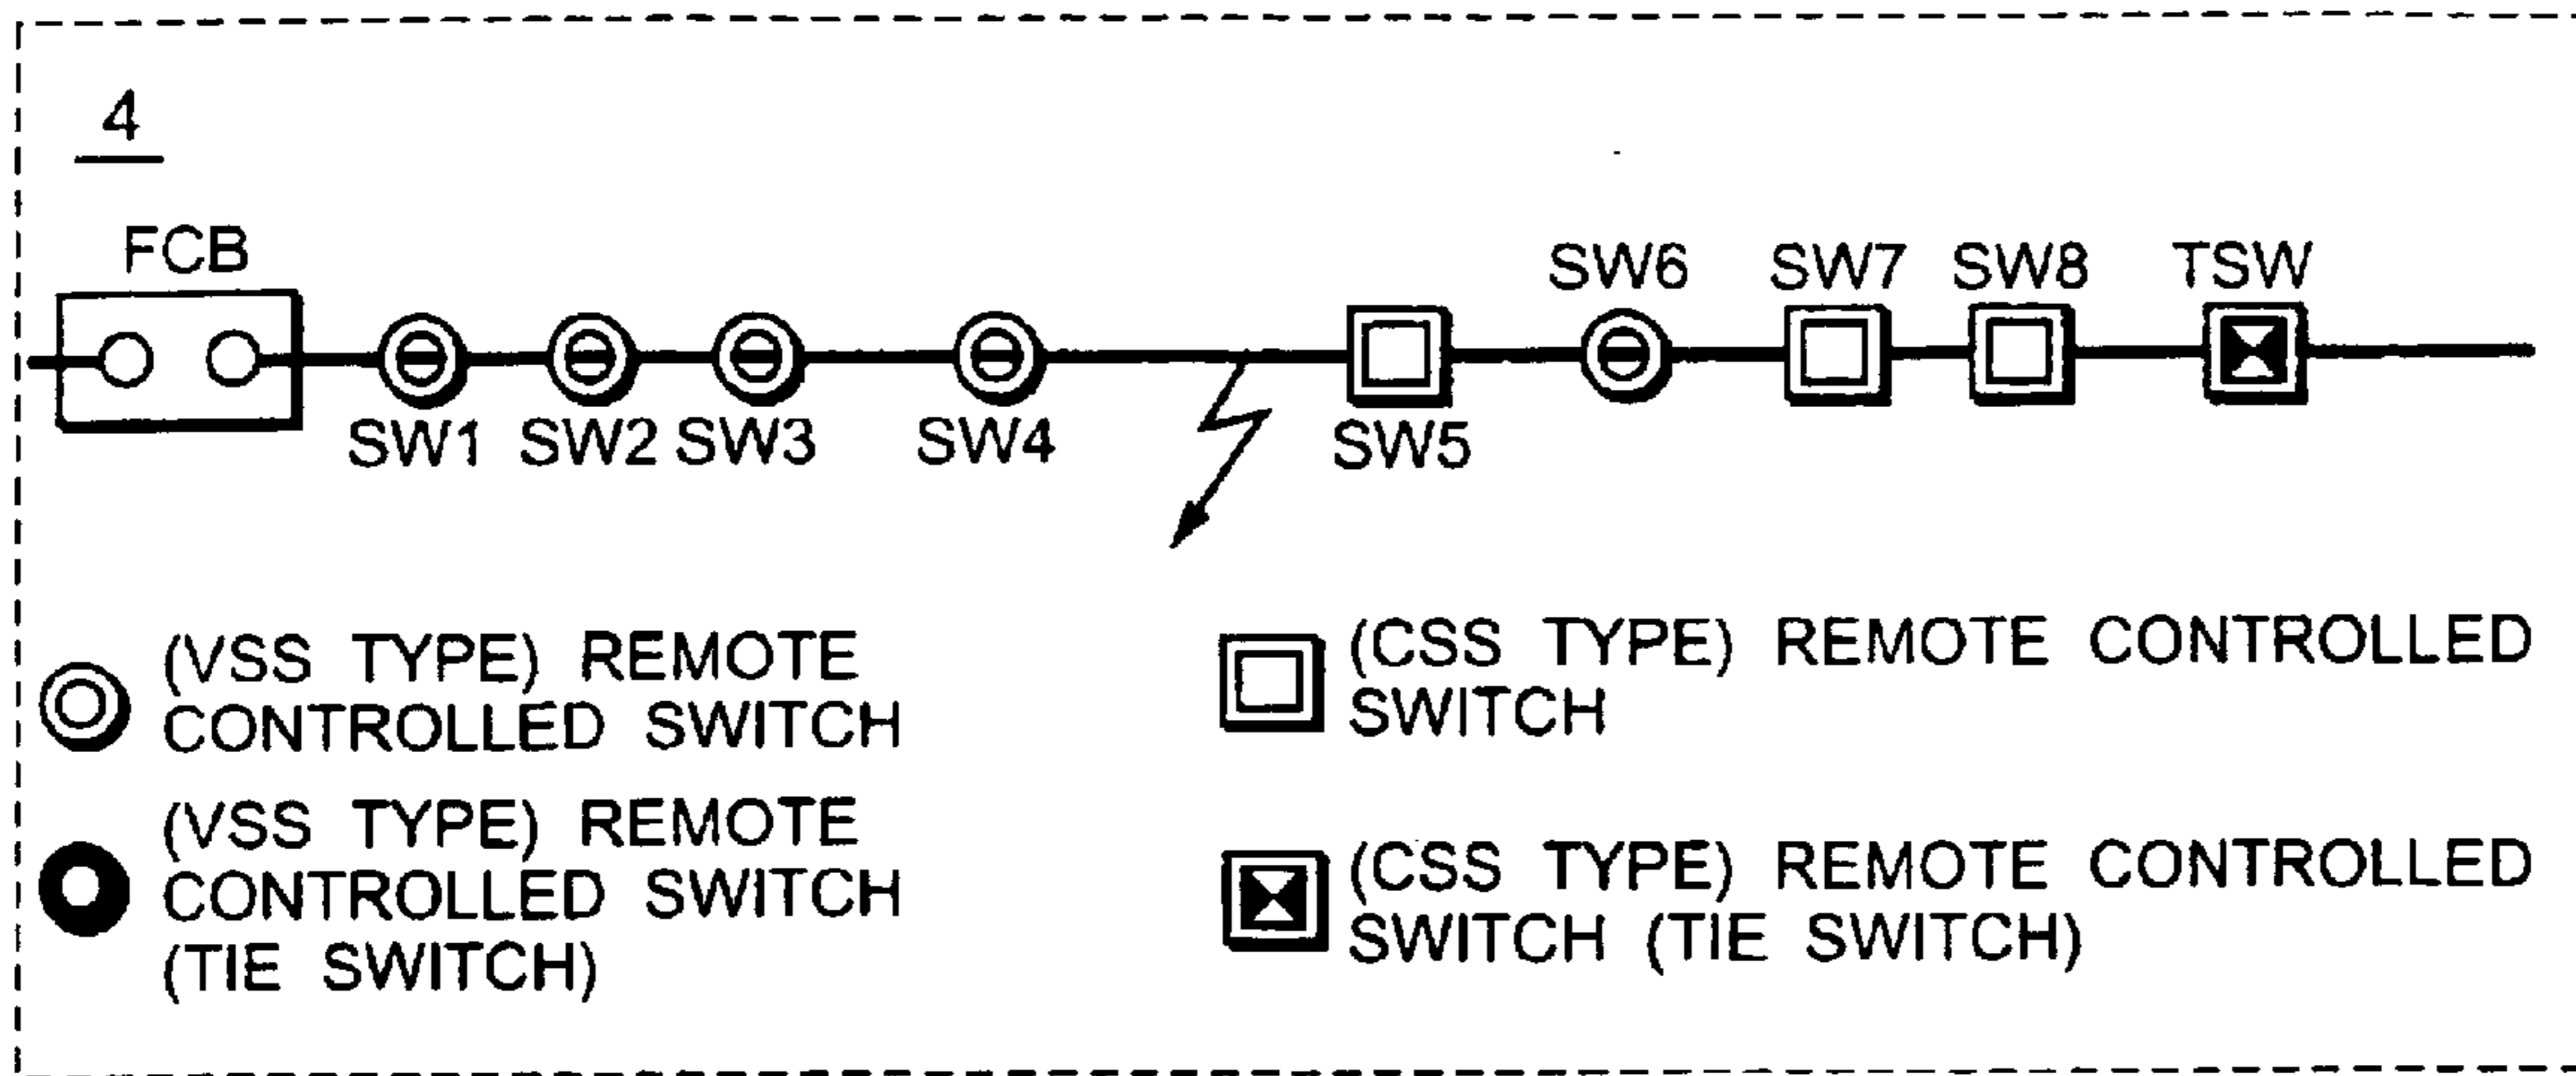 4
FCB
SW1
SW2
SW3
SW4
SW5
SW6
SW7
SW8
TSW
(VSS TYPE) REMOTE
CONTROLLED SWITCH
(VSS TYPE) REMOTE
CONTROLLED SWITCH
(TIE SWITCH)
(CSS TYPE) REMOTE CONTROLLED
SWITCH
(CSS TYPE) REMOTE CONTROLLED
SWITCH (TIE SWITCH)